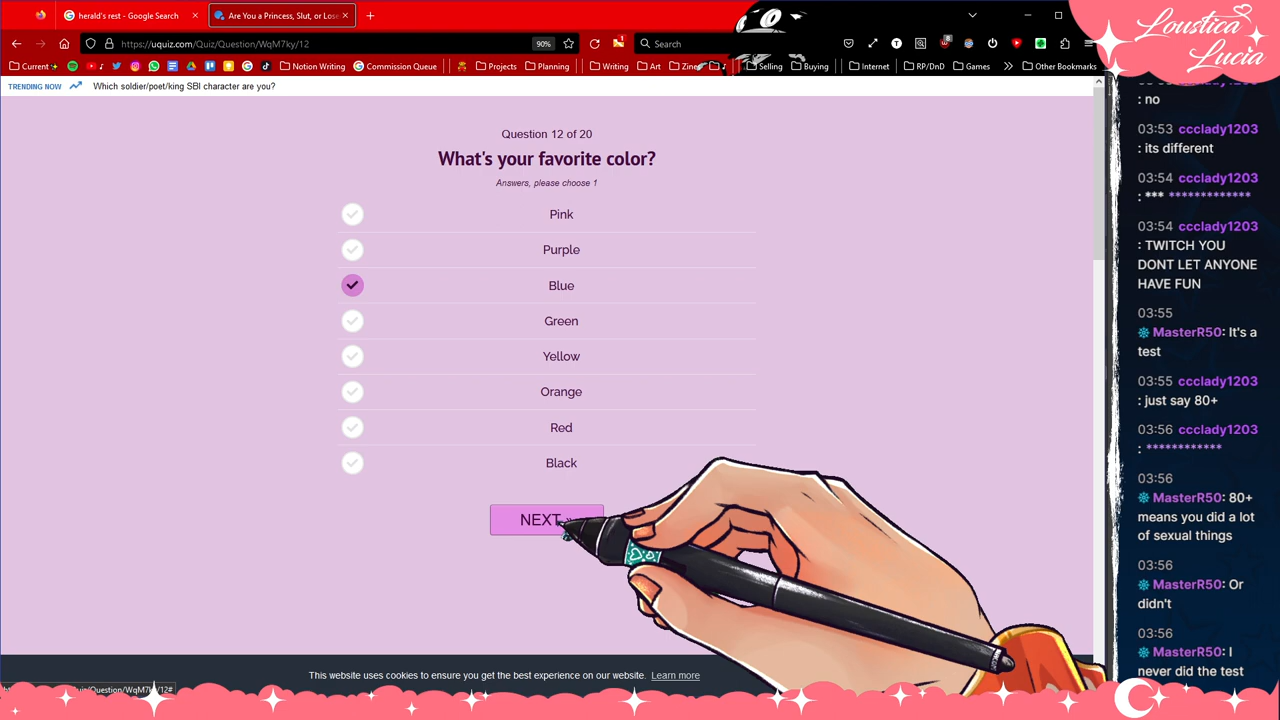 herald's rest - Google Search
Are You a Princess, Slut, or Lose
https://uquiz.com/Quiz/Question/WqM7ky/12
90%
Search
Current
Notion Writing
Commission Queue
Projects
Planning
Writing
Art
Zine
Selling
Buying
Internet
RP/DnD
Games
Other Bookmarks
TRENDING NOW
Which soldier/poet/king SBI character are you?
Question 12 of 20
What's your favorite color?
Answers, please choose 1
Pink
Purple
Blue
Green
Yellow
Orange
Red
Black
NEXT
This website uses cookies to ensure you get the best experience on our website. Learn more
Loustica
Lucia
: no
03:53 ccclady1203
: its different
03:54 ccclady1203
: *** *************
03:54 ccclady1203
: TWITCH YOU
DONT LET ANYONE
HAVE FUN
03:55
MasterR50: It's a
test
03:55 ccclady1203
: just say 80+
03:56 ccclady1203
: ************
03:56
MasterR50: 80+
means you did a lot
of sexual things
03:56
MasterR50: Or
didn't
03:56
MasterR50: I
never did the test